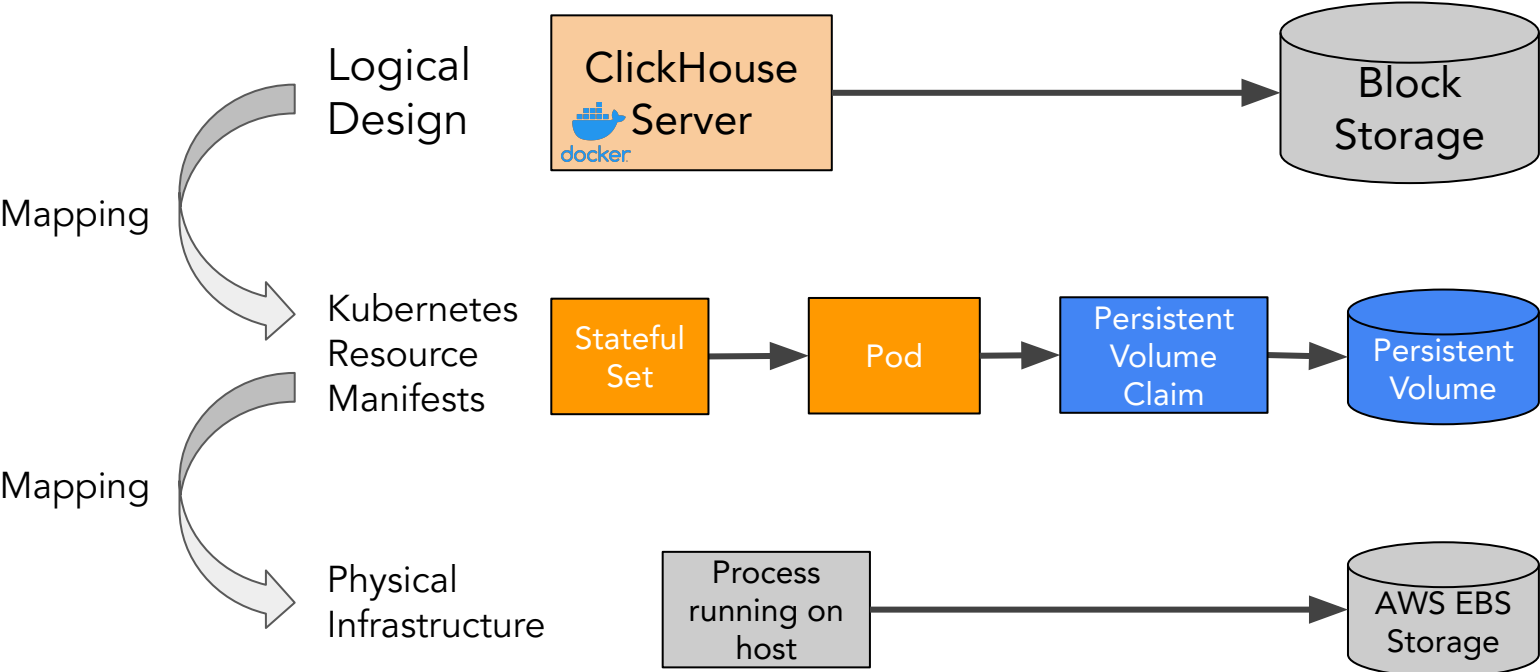 Logical
Design
ClickHouse
Server
docker
Block
Storage
Mapping
Kubernetes
Resource
Manifests
Stateful
Set
Pod
Persistent
Volume
Claim
Persistent
Volume
Mapping
Physical
Infrastructure
Process
running on
host
AWS EBS
Storage